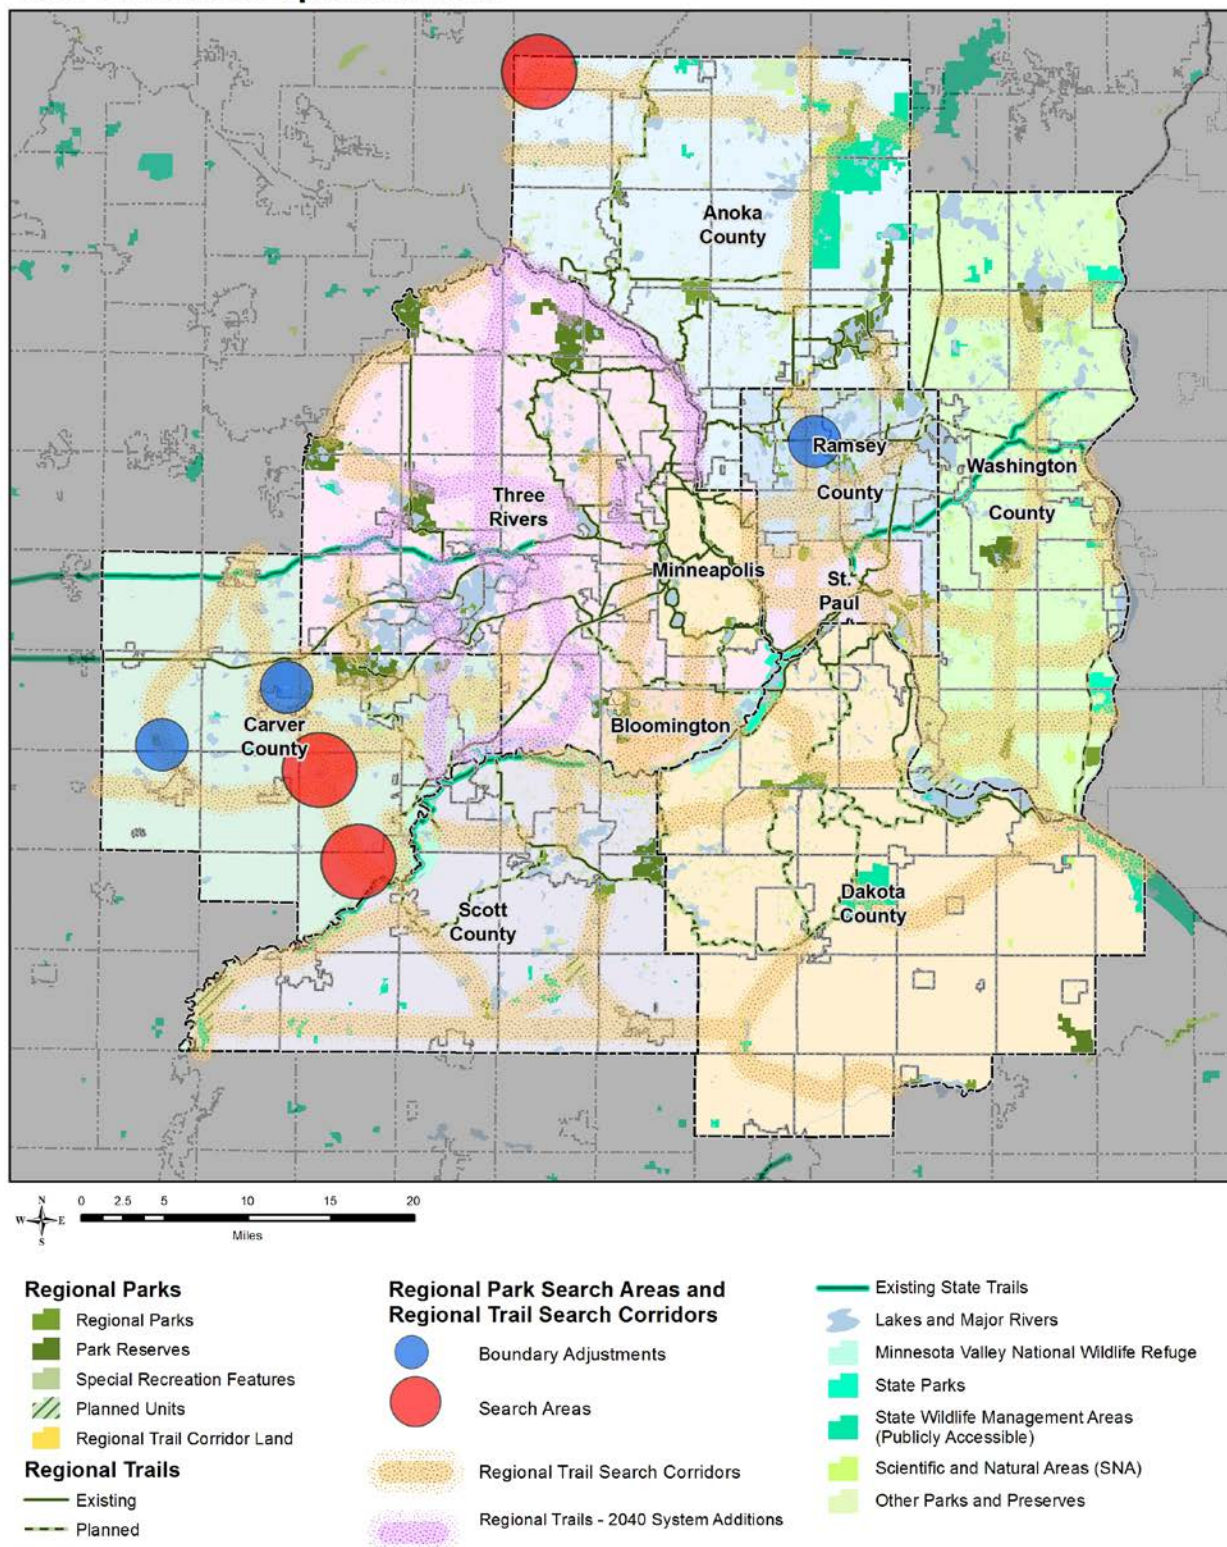 Anoka
County
Ramsey
County
Washington
County
Three
Rivers
Minneapolis
St.
Paul
Carver
County
Bloomington
Scott
County
Dakota
County
N
W E
S
0 2.5 5 10 15 20
Miles
Regional Parks
Regional Parks
Park Reserves
Special Recreation Features
Planned Units
Regional Trail Corridor Land
Regional Trails
Existing
Planned
Regional Park Search Areas and
Regional Trail Search Corridors
Boundary Adjustments
Search Areas
Regional Trail Search Corridors
Regional Trails - 2040 System Additions
Existing State Trails
Lakes and Major Rivers
Minnesota Valley National Wildlife Refuge
State Parks
State Wildlife Management Areas
(Publicly Accessible)
Scientific and Natural Areas (SNA)
Other Parks and Preserves